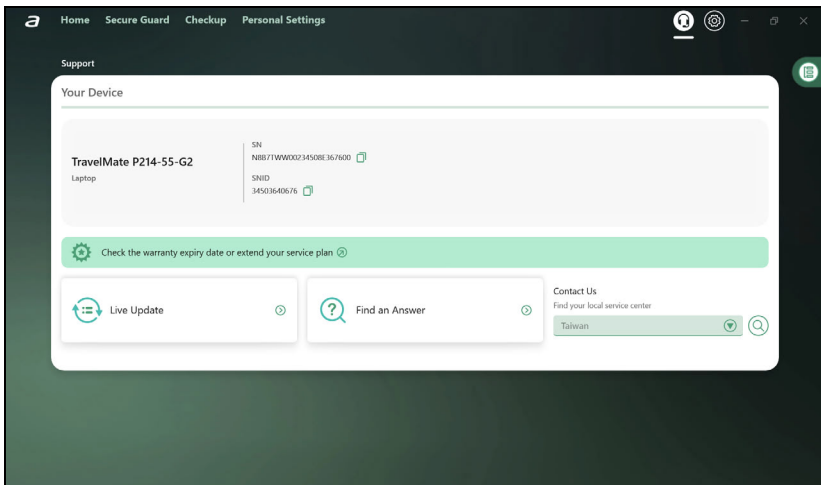 a Home Secure Guard Checkup Personal Settings
Support
Your Device
TravelMate P214-55-G2
Laptop
SN
N8B7TWW00234508E367600
SNID
34503640676
Check the warranty expiry date or extend your service plan
Live Update
Find an Answer
Contact Us
Find your local service center
Taiwan